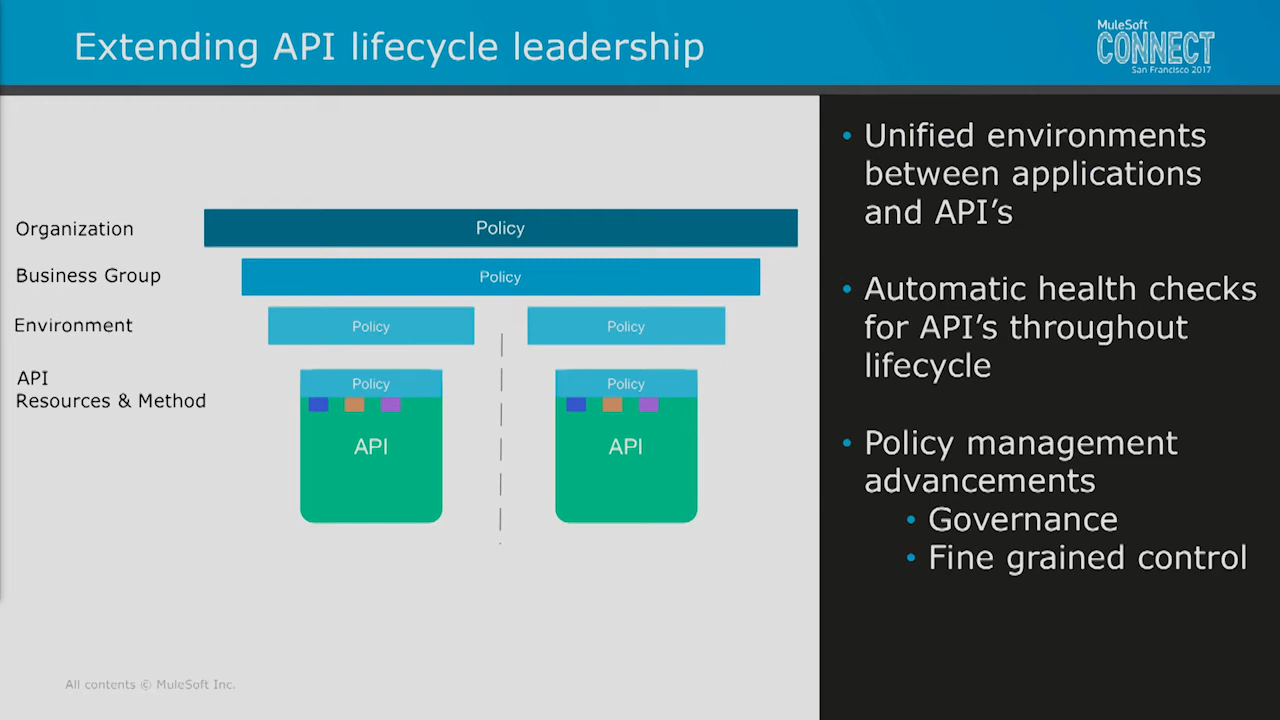 Extending API lifecycle leadership
MuleSoft
CONNECT
San Francisco 2017
Organization
Policy
Business Group
Policy
Environment
Policy
Policy
API
Resources & Method
Policy
Policy
API
API
• Unified environments
between applications
and API’s
• Automatic health checks
for API’s throughout
lifecycle
• Policy management
advancements
• Governance
• Fine grained control
All contents © MuleSoft Inc.